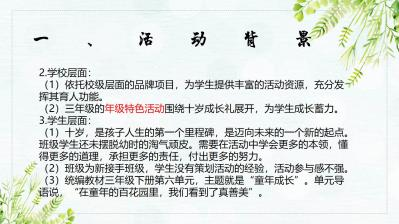 一、活动背景
2.学校层面：
（1）依托校级层面的品牌项目，为学生提供丰富的活动资源，充分发
挥其育人功能。
（2）三年级的年级特色活动围绕十岁成长礼展开，为学生成长蓄力。
3.学生层面：
（1）十岁，是孩子人生的第一个里程碑，是迈向未来的一个新的起点。
班级学生还未摆脱幼时的淘气顽皮。需要在活动中学会更多的本领，懂
得更多的道理，承担更多的责任，付出更多的努力。
（2）班级为新接手班级，学生没有策划活动的经验，活动参与感不强。
（3）统编教材三年级下册第六单元，主题就是“童年成长”。单元导
语说，“在童年的百花园里，我们看到了真善美”。